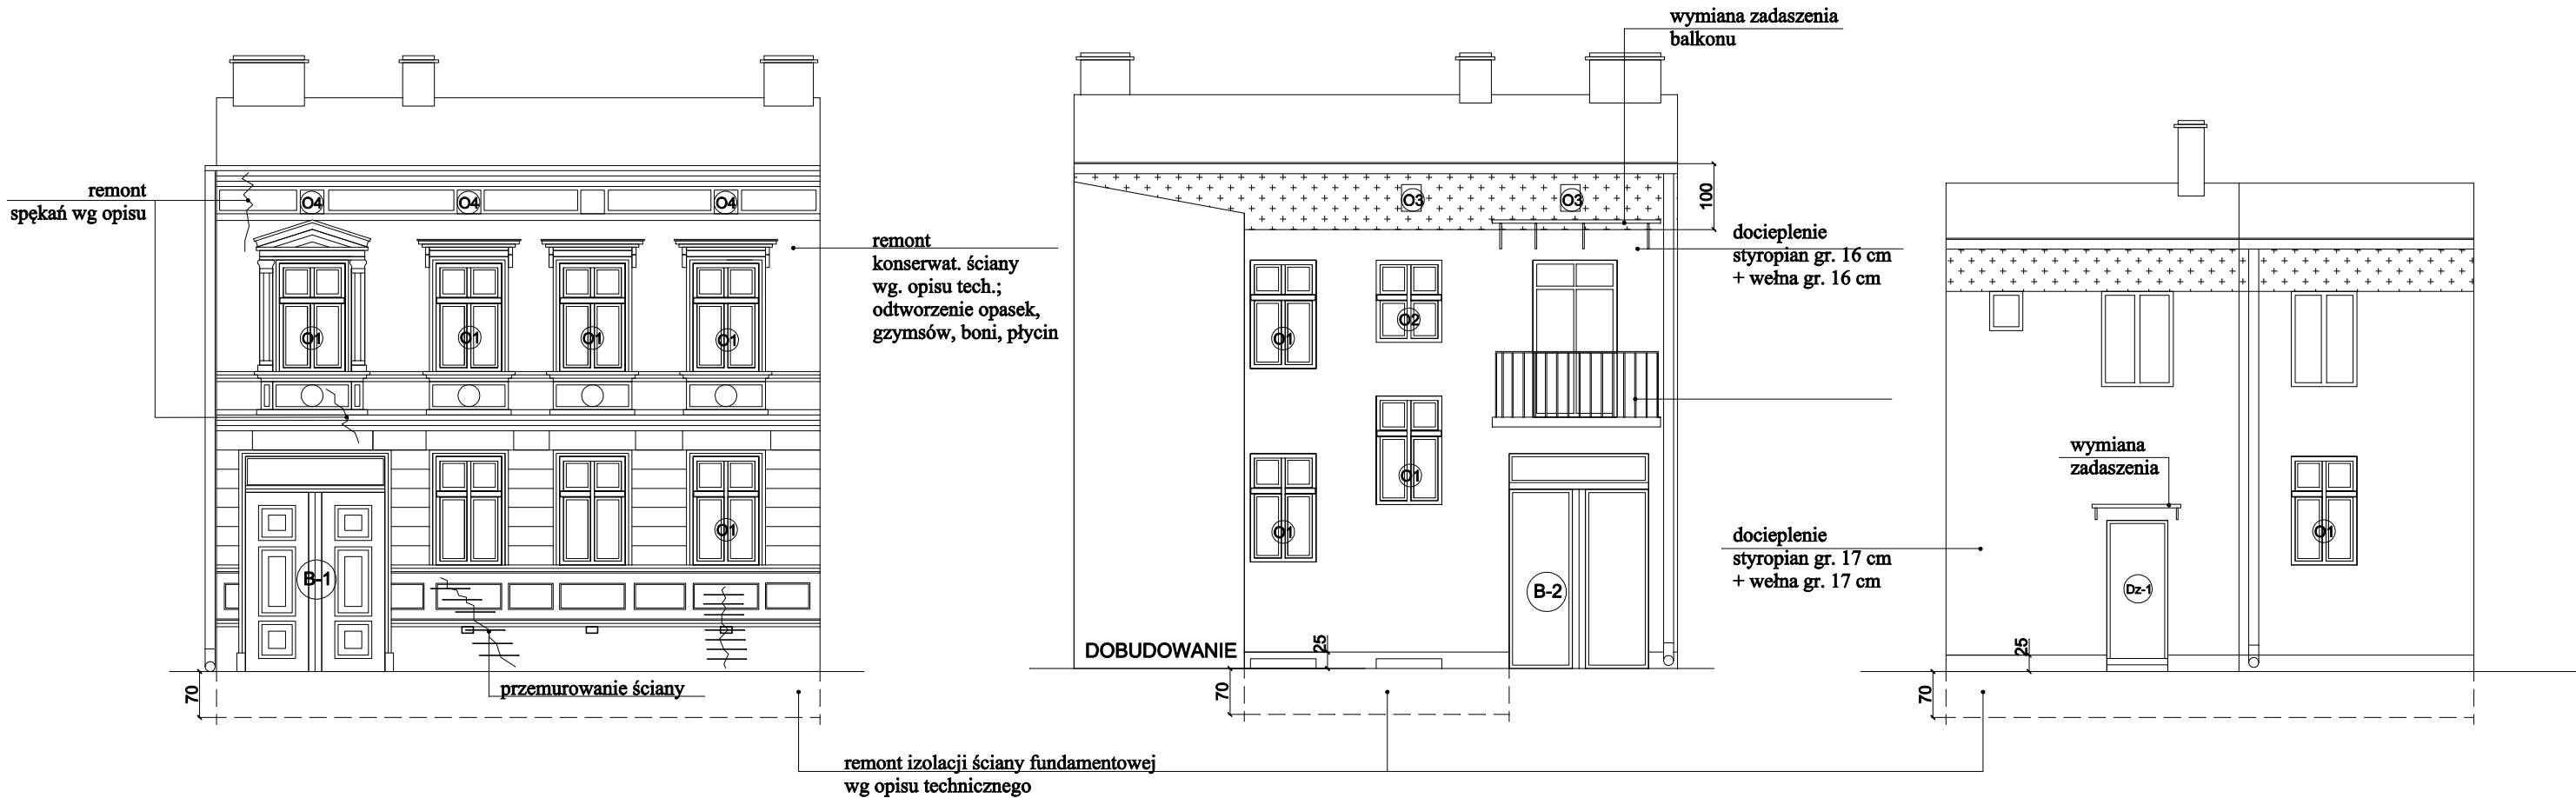 wymiana zadaszenia
balkonu
remont
spękań wg opisu
O4
O4
O4
O3
O3
100
remont
konserwat. ściany
wg. opisu tech.;
odtworzenie opasek,
gzymsów, boni, płycin
docieplenie
styropian gr. 16 cm
+ wełna gr. 16 cm
O1
O1
O1
O1
O1
O2
O1
wymiana
zadaszenia
O1
O1
O1
docieplenie
styropian gr. 17 cm
+ wełna gr. 17 cm
B-1
B-2
Dz-1
DOBUDOWANIE
25
25
70
przemurowanie ściany
70
70
remont izolacji ściany fundamentowej
wg opisu technicznego